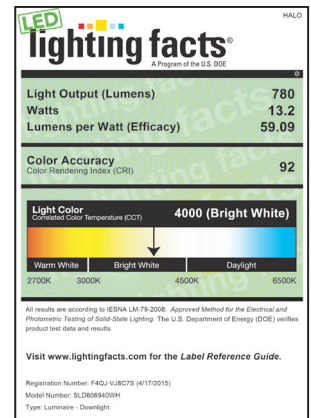 HALO
LED
lighting facts®
A Program of the U.S. DOE
Light Output (Lumens) 780
Watts 13.2
Lumens per Watt (Efficacy) 59.09
Color Accuracy
Color Rendering Index (CRI) 92
Light Color
Correlated Color Temperature (CCT) 4000 (Bright White)
Warm White Bright White Daylight
2700K 3000K 4500K 6500K
All results are according to IESNA LM-79-2008: Approved Method for the Electrical and
Photometric Testing of Solid-State Lighting. The U.S. Department of Energy (DOE) verifies
product test data and results.
Visit www.lightingfacts.com for the Label Reference Guide.
Registration Number: F4QJ-VJ8C7S (4/17/2015)
Model Number: SLD606940WH
Type: Luminaire - Downlight